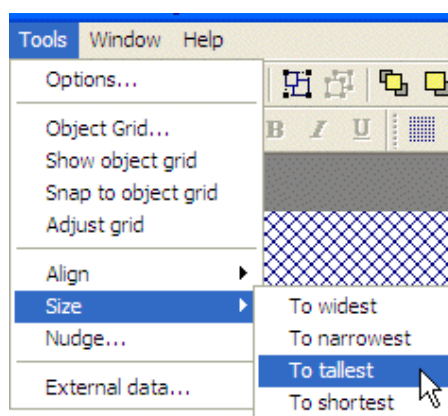 Tools Window Help
Options...
B I U
Object Grid...
Show object grid
Snap to object grid
Adjust grid
Align
Size
Nudge...
External data...
To widest
To narrowest
To tallest
To shortest